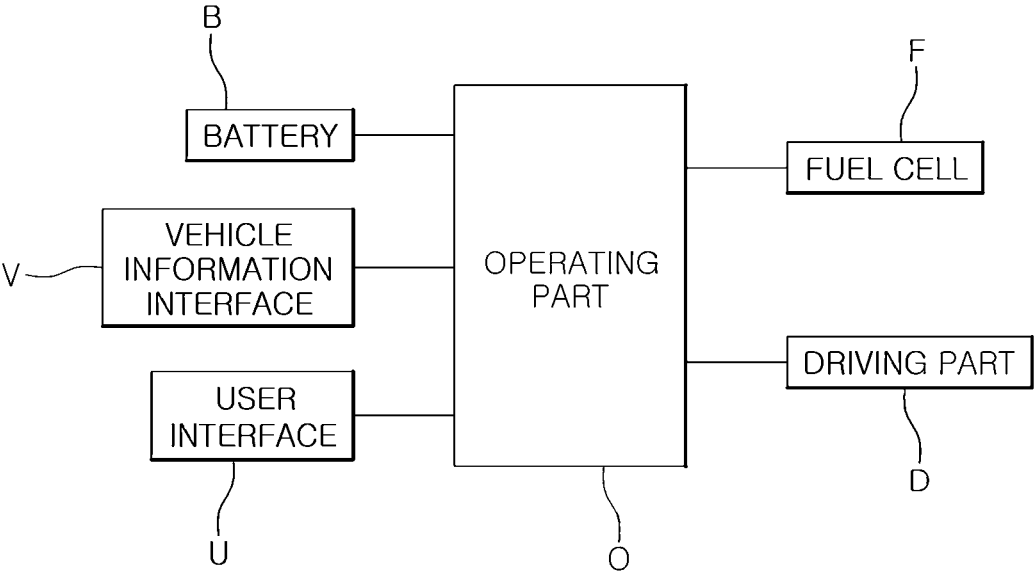 B
BATTERY
VEHICLE
INFORMATION
INTERFACE
V
USER
INTERFACE
U
OPERATING
PART
O
F
FUEL CELL
DRIVING PART
D